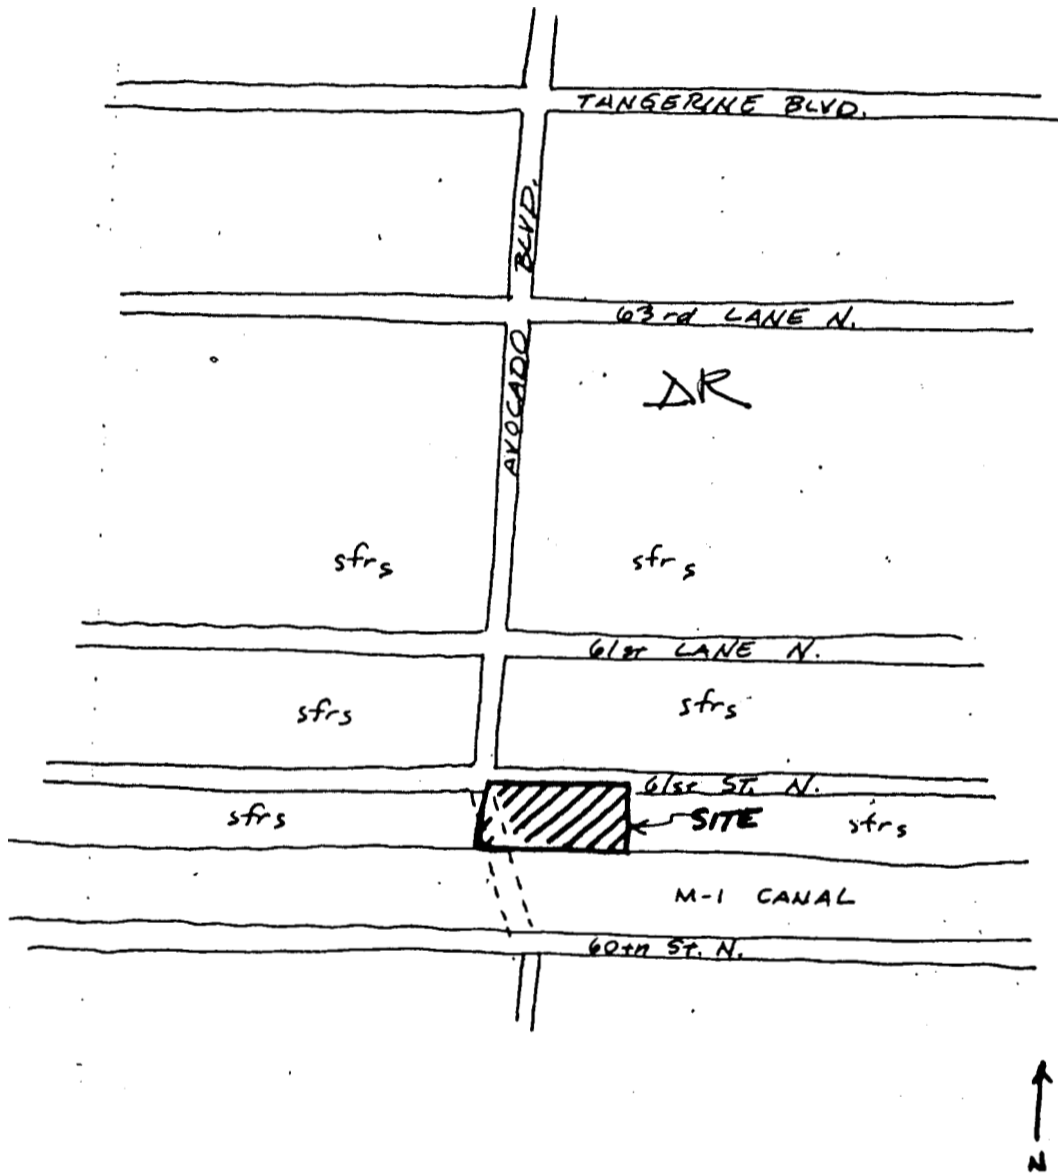 TANGERINE BLVD.
AVOCADO BLVD.
63rd LANE N.
sfrs
sfrs
61st LANE N.
sfrs
sfrs
61st ST. N.
sfrs
SITE
sfrs
M-1 CANAL
60th St. N.
N